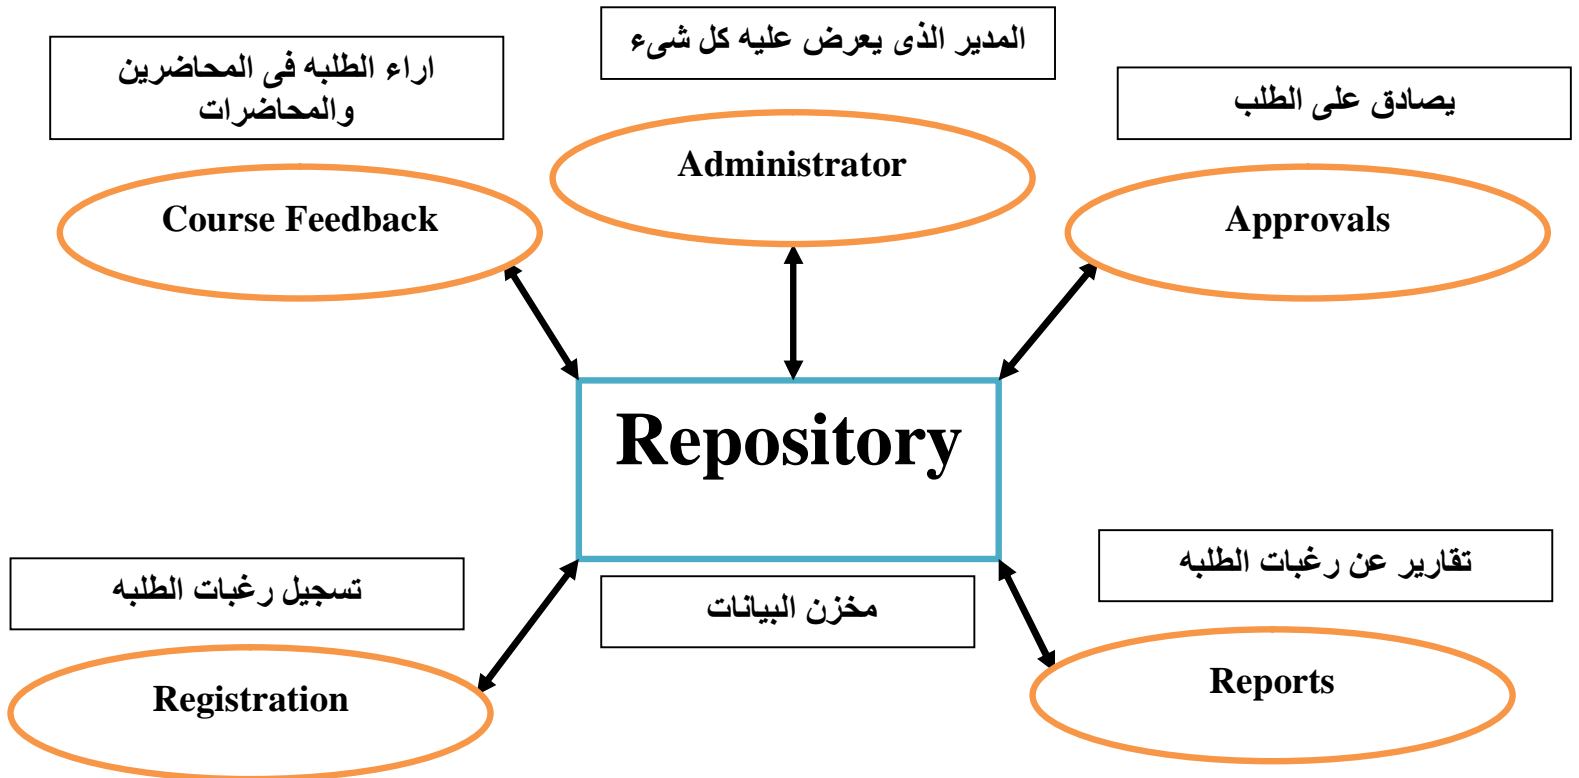 المدير الذى يعرض عليه كل شىء
اراء الطلبه فى المحاضرين
والمحاضرات
يصادق على الطلب
Administrator
Course Feedback
Approvals
Repository
تقارير عن رغبات الطلبه
تسجيل رغبات الطلبه
مخزن البيانات
Registration
Reports